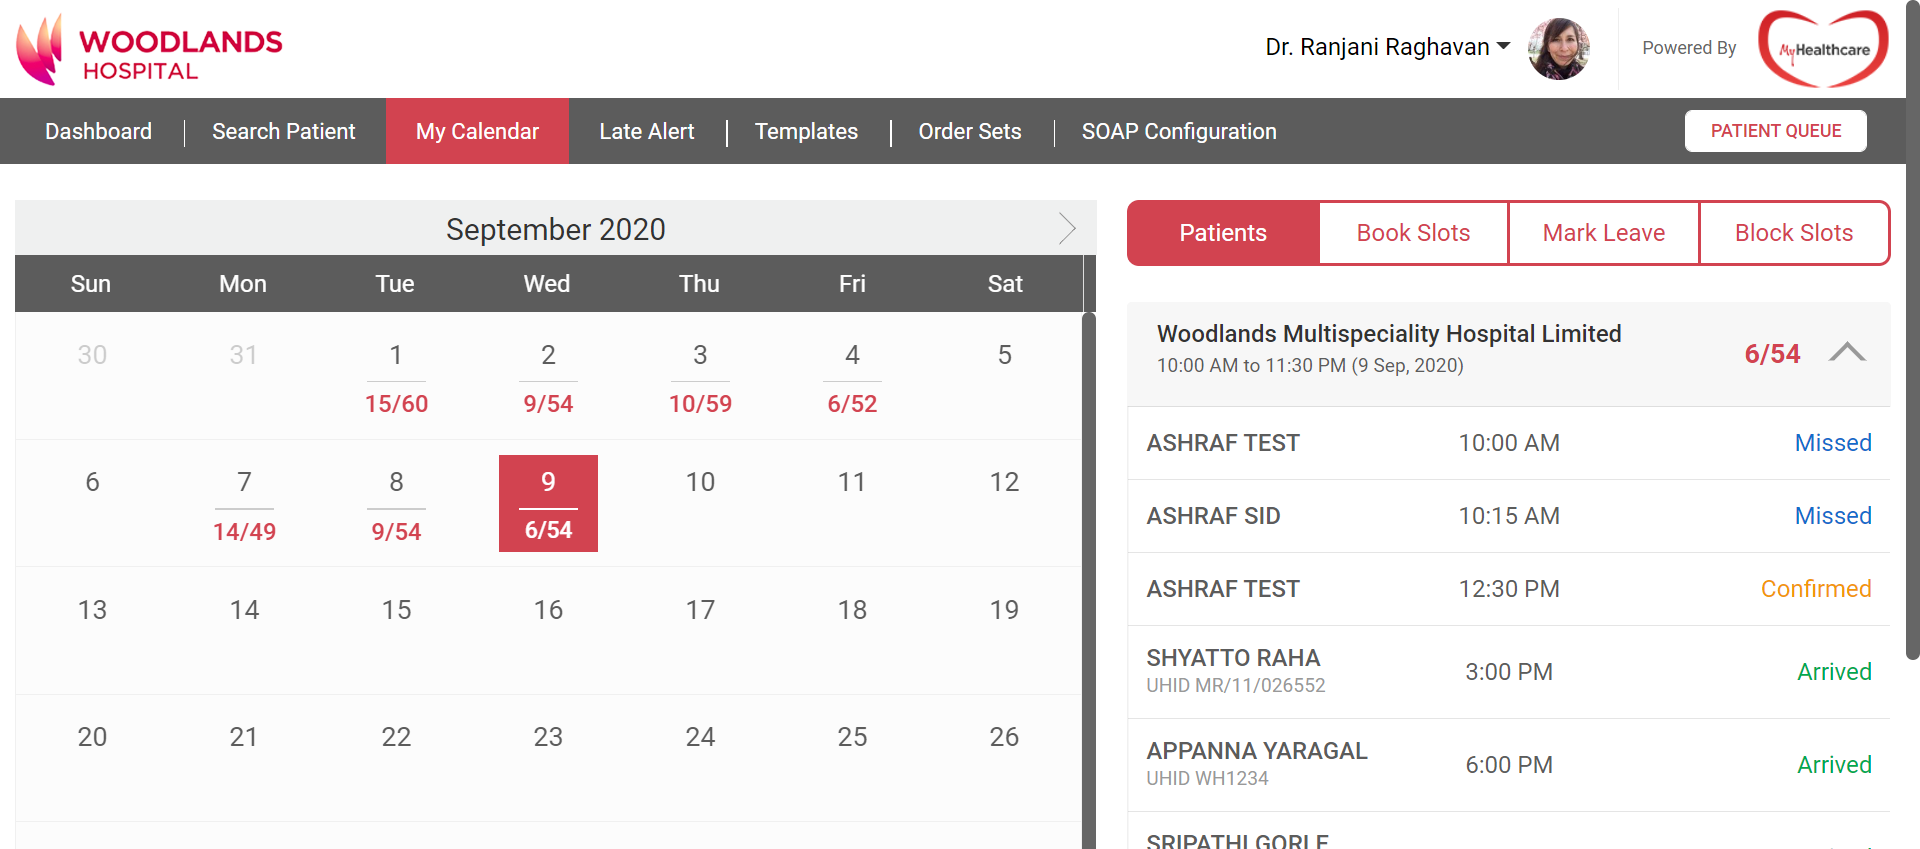 WOODLANDS
HOSPITAL
Dr. Ranjani Raghavan
Powered By
MyHealthcare
Dashboard
Search Patient
My Calendar
Late Alert
Templates
Order Sets
SOAP Configuration
PATIENT QUEUE
September 2020
Sun Mon Tue Wed Thu Fri Sat
30 31 1 2 3 4 5
15/60 9/54 10/59 6/52
6 7 8 9 10 11 12
14/49 9/54 6/54
13 14 15 16 17 18 19
20 21 22 23 24 25 26
Patients
Book Slots
Mark Leave
Block Slots
Woodlands Multispeciality Hospital Limited
10:00 AM to 11:30 PM (9 Sep, 2020)
6/54
ASHRAF TEST 10:00 AM Missed
ASHRAF SID 10:15 AM Missed
ASHRAF TEST 12:30 PM Confirmed
SHYATTO RAHA 3:00 PM Arrived
UHID MR/11/026552
APPANNA YARAGAL 6:00 PM Arrived
UHID WH1234
SRIPATHI GORLE